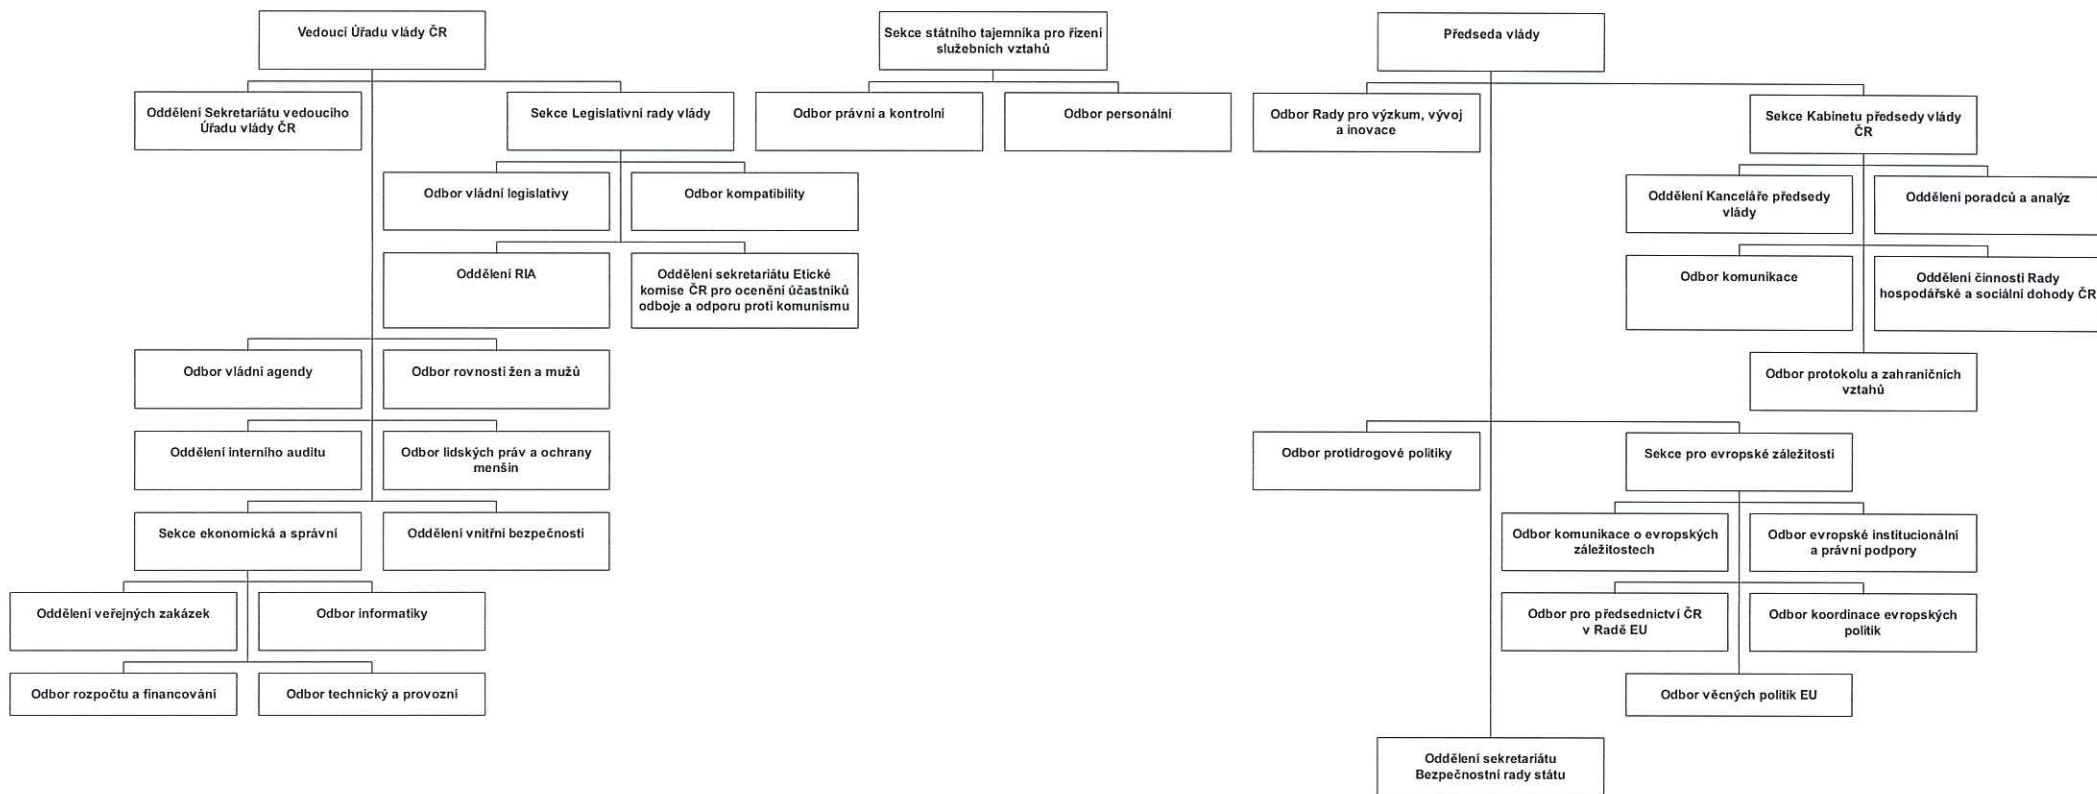 Vedoucí Úřadu vlády ČR
Sekce státního tajemníka pro řízení
služebních vztahů
Předseda vlády
Oddělení Sekretariátu vedoucího
Úřadu vlády ČR
Sekce Legislativní rady vlády
Odbor právní a kontrolní
Odbor personální
Odbor Rady pro výzkum, vývoj
a inovace
Sekce Kabinetu předsedy vlády
ČR
Odbor vládní legislativy
Odbor kompatibility
Oddělení Kanceláře předsedy
vlády
Oddělení poradců a analýz
Oddělení RIA
Oddělení sekretariátu Etické
komise ČR pro ocenění účastníků
odboje a odporu proti komunismu
Odbor komunikace
Oddělení činnosti Rady
hospodářské a sociální dohody ČR
Odbor vládní agendy
Odbor rovnosti žen a mužů
Odbor protokolu a zahraničních
vztahů
Oddělení interního auditu
Odbor lidských práv a ochrany
menšin
Odbor protidrogové politiky
Sekce pro evropské záležitosti
Sekce ekonomická a správní
Oddělení vnitřní bezpečnosti
Odbor komunikace o evropských
záležitostech
Odbor evropské institucionální
a právní podpory
Oddělení veřejných zakázek
Odbor informatiky
Odbor pro předsednictví ČR
v Radě EU
Odbor koordinace evropských
politik
Odbor rozpočtu a financování
Odbor technický a provozní
Odbor věcných politik EU
Oddělení sekretariátu
Bezpečnostní rady státu